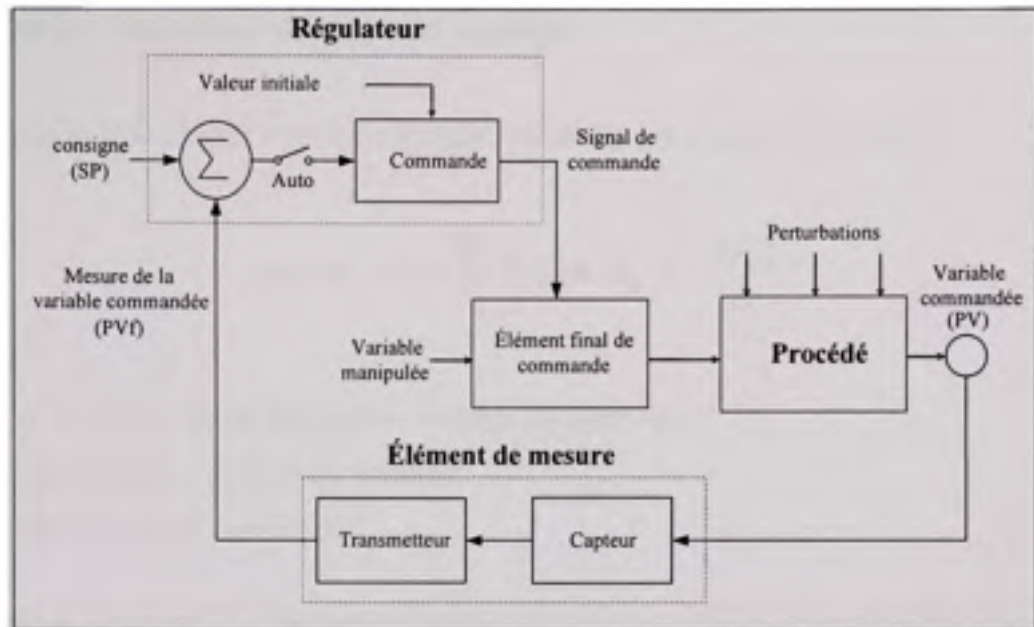 Régulateur
Valeur initiale
consigne
(SP)
Σ
Auto
Commande
Signal de
commande
Mesure de la
variable commandée
(PVf)
Perturbations
Variable
commandée
(PV)
Variable
manipulée
Élément final de
commande
Procédé
Élément de mesure
Transmetteur
Capteur